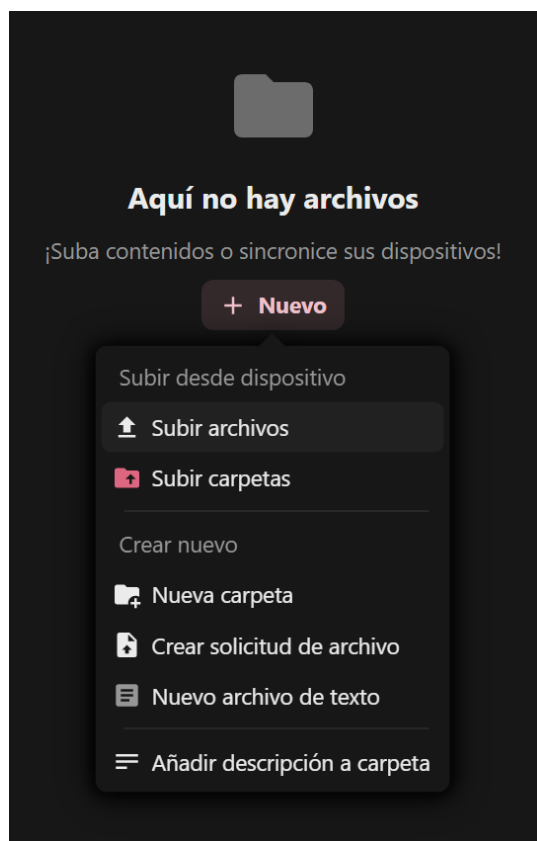 Aquí no hay archivos
¡Suba contenidos o sincronice sus dispositivos!
+ Nuevo
Subir desde dispositivo
Subir archivos
Subir carpetas
Crear nuevo
Nueva carpeta
Crear solicitud de archivo
Nuevo archivo de texto
Añadir descripción a carpeta